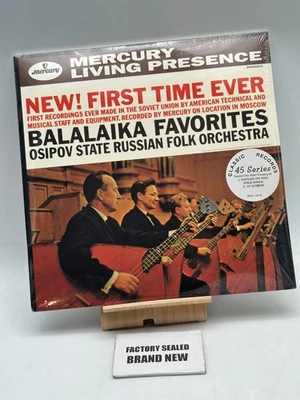 MERCURY
LIVING PRESENCE
Mercury
NEW! FIRST TIME EVER
FIRST RECORDINGS EVER MADE IN THE SOVIET UNION BY AMERICAN TECHNICAL AND
MUSICAL STAFF AND EQUIPMENT. RECORDED BY MERCURY ON LOCATION IN MOSCOW
BALALAIKA FAVORITES
OSIPOV STATE RUSSIAN FOLK ORCHESTRA
CLASSIC RECORDS
45 Series
FACTORY SEALED
BRAND NEW